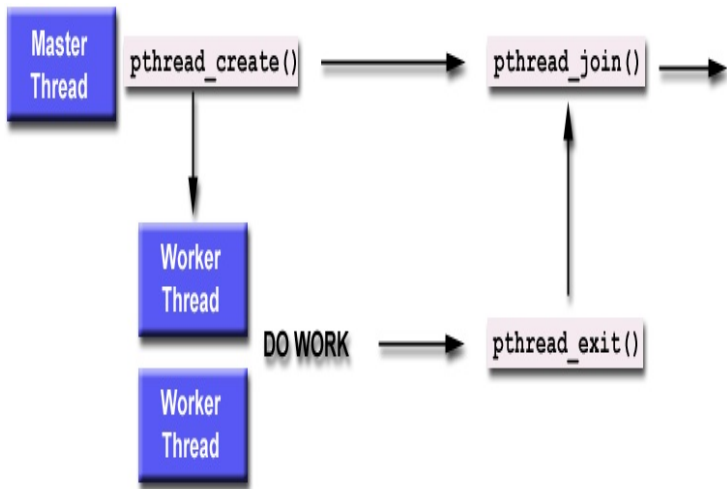 Master
Thread
pthread_create()
pthread_join()
Worker
Thread
DO WORK
pthread_exit()
Worker
Thread